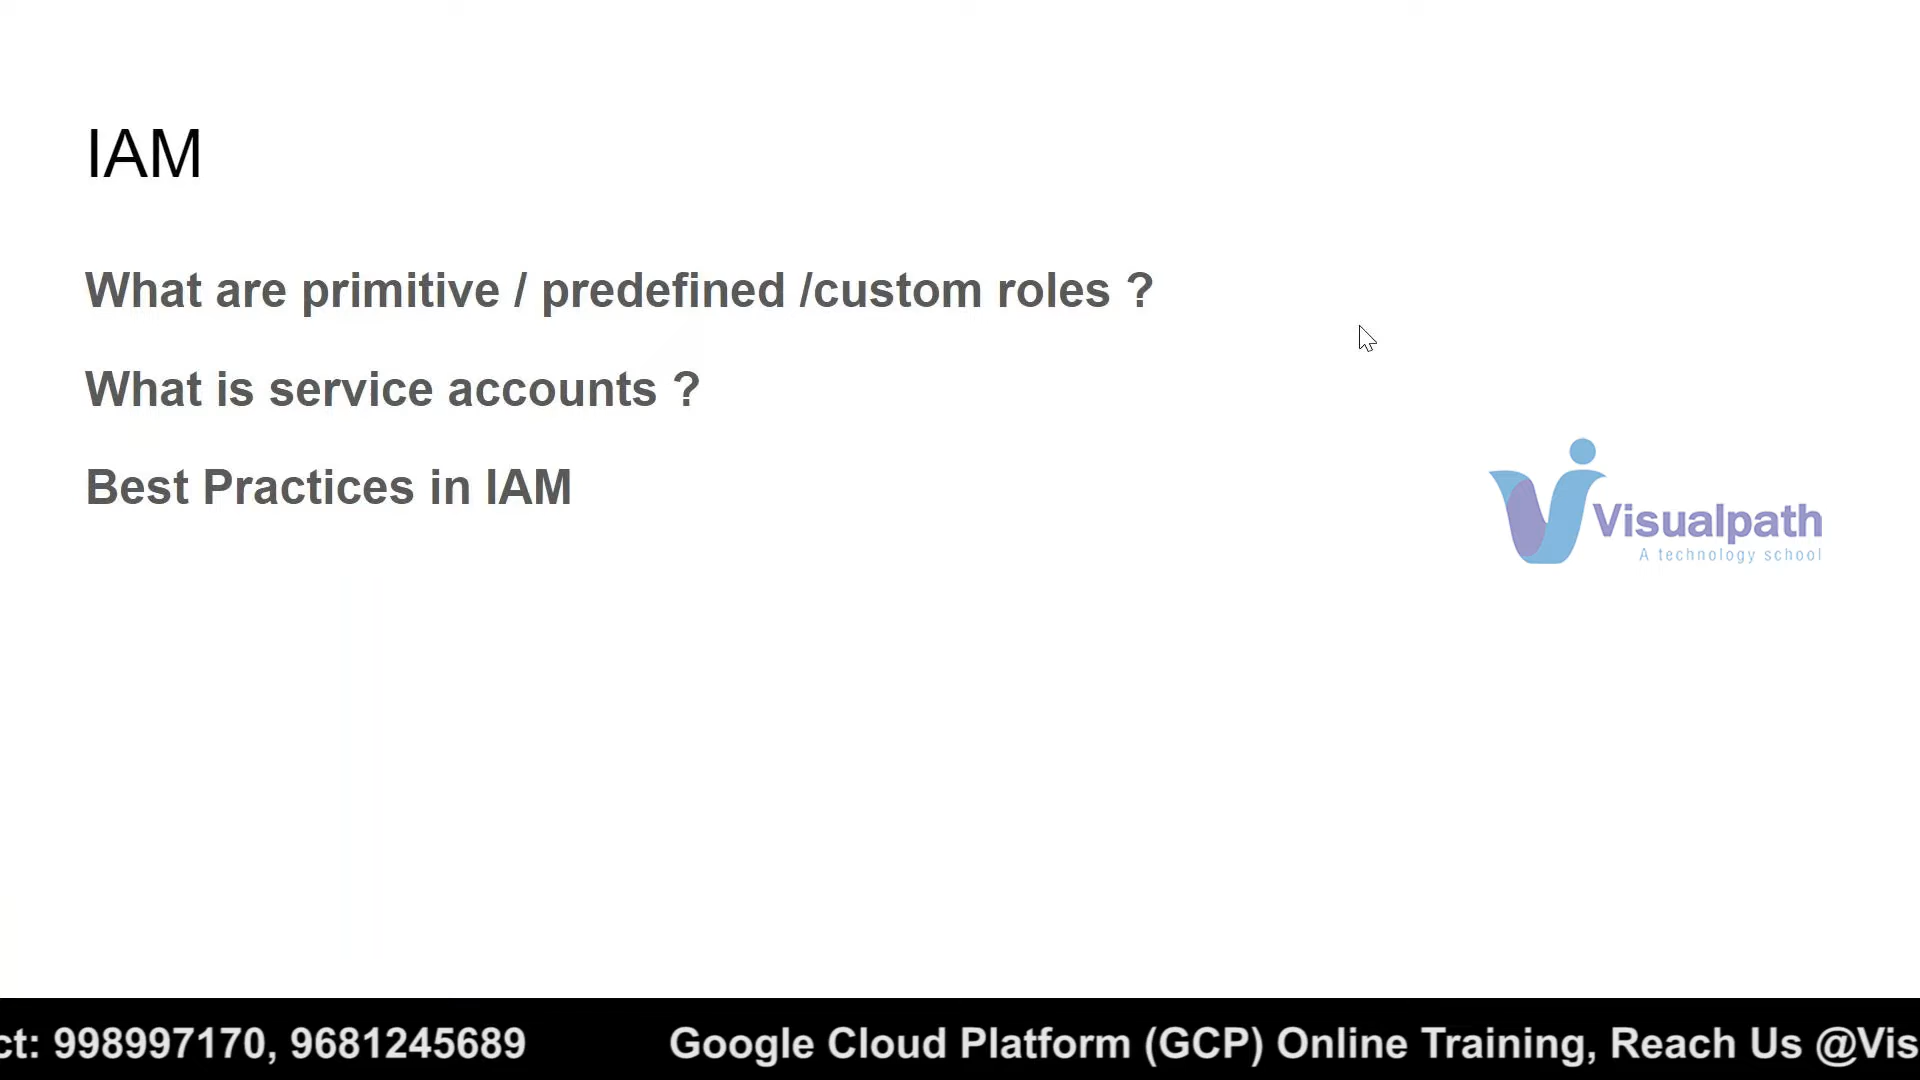 IAM
What are primitive / predefined /custom roles ?
What is service accounts ?
Best Practices in IAM
Visualpath
A technology school
ct: 998997170, 9681245689 Google Cloud Platform (GCP) Online Training, Reach Us @Vis